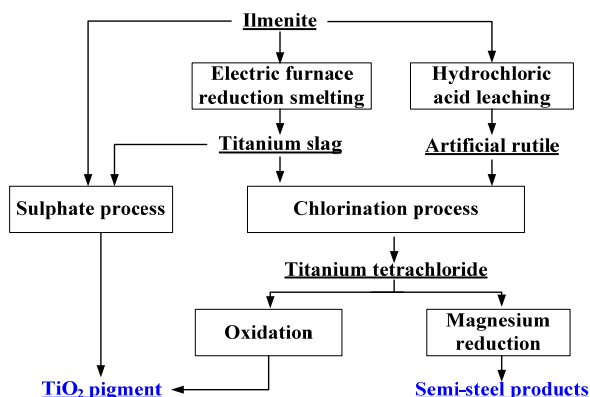 Ilmenite
Electric furnace
reduction smelting
Hydrochloric
acid leaching
Titanium slag
Artificial rutile
Sulphate process
Chlorination process
Titanium tetrachloride
Oxidation
Magnesium
reduction
TiO₂ pigment
Semi-steel products